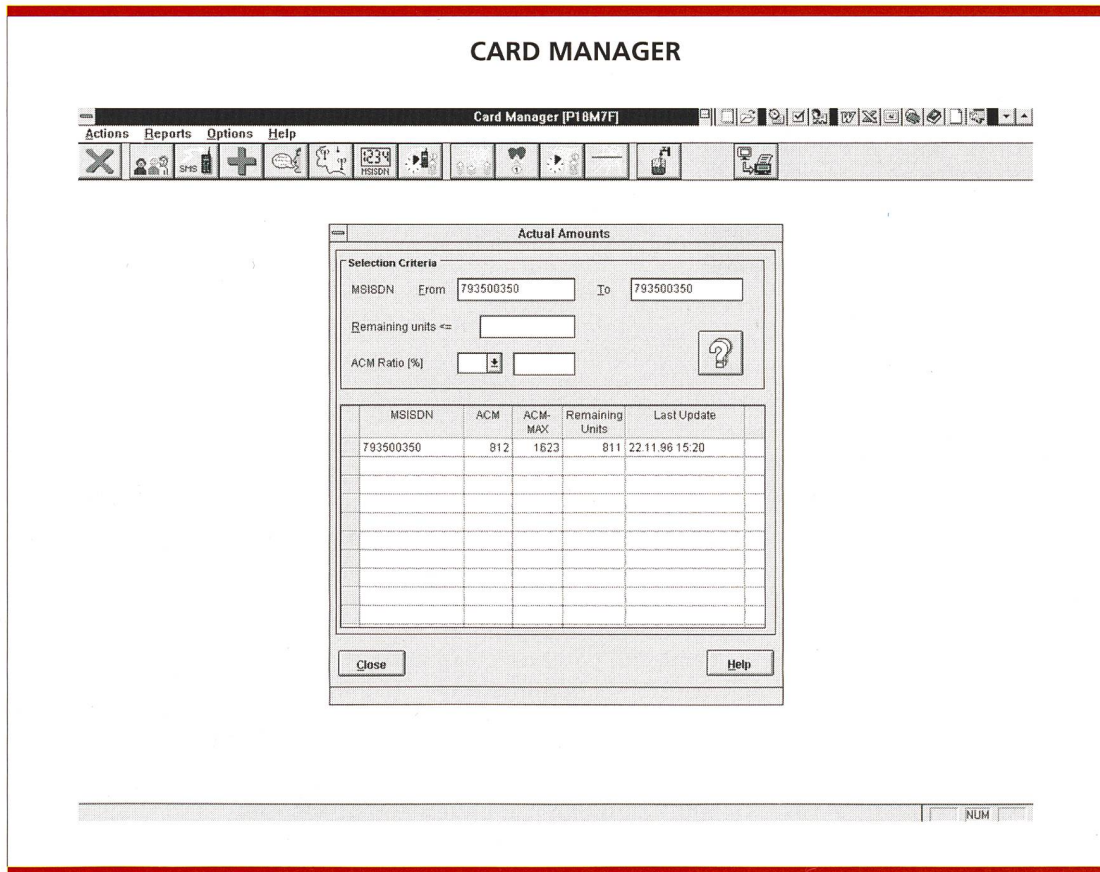 CARD MANAGER
Card Manager [P18M7F]
Actions Reports Options Help
SMS
1234
MSISDN
1
Actual Amounts
Selection Criteria
MSISDN From 793500350 To 793500350
Remaining units <=
ACM Ratio [%]
MSISDN ACM ACM-MAX Remaining Units Last Update
793500350 812 1623 811 22.11.96 15:20
Close Help
NUM